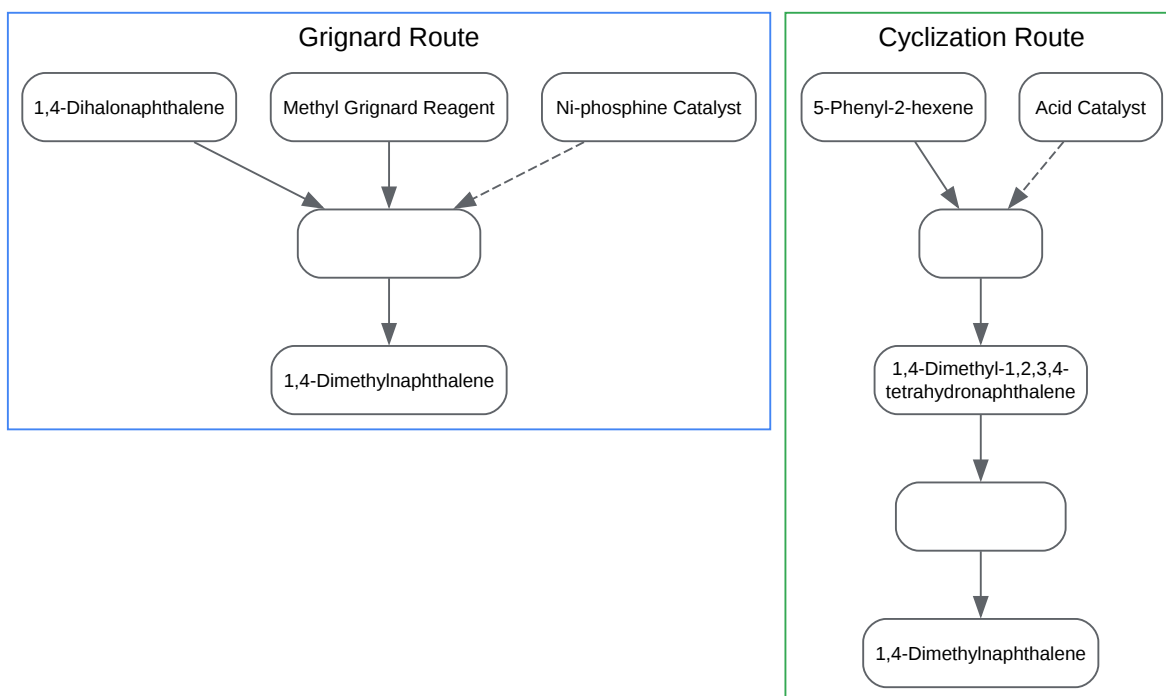 Grignard Route
1,4-Dihalonaphthalene
Methyl Grignard Reagent
Ni-phosphine Catalyst
1,4-Dimethylnaphthalene
Cyclization Route
5-Phenyl-2-hexene
Acid Catalyst
1,4-Dimethyl-1,2,3,4-
tetrahydronaphthalene
1,4-Dimethylnaphthalene